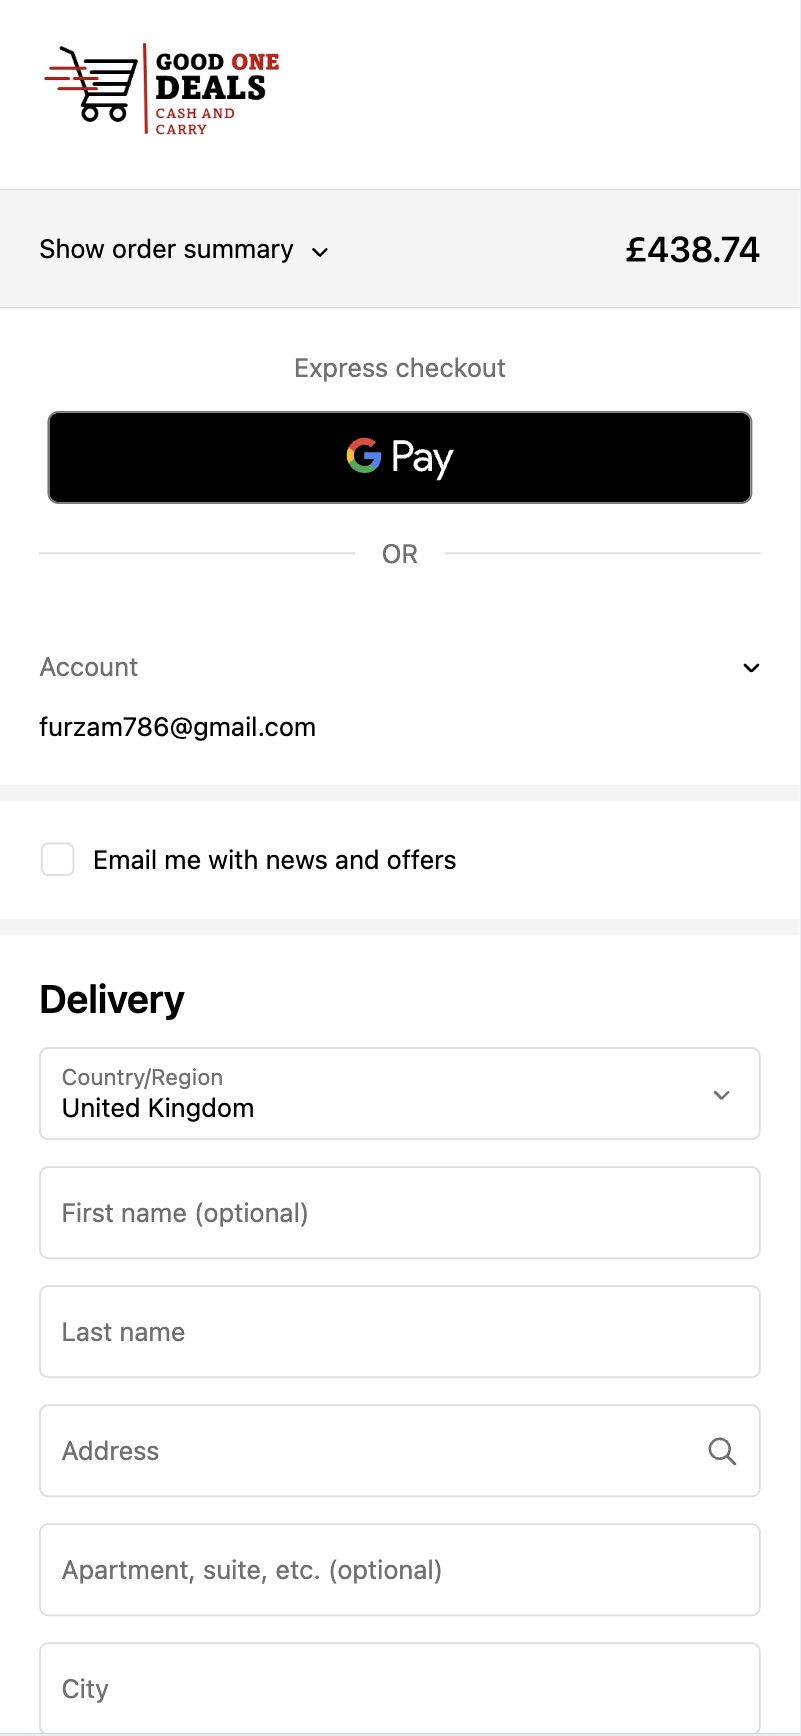 GOOD ONE
DEALS
CASH AND
CARRY
Show order summary
£438.74
Express checkout
G Pay
OR
Account
furzam786@gmail.com
Email me with news and offers
Delivery
Country/Region
United Kingdom
First name (optional)
Last name
Address
Apartment, suite, etc. (optional)
City